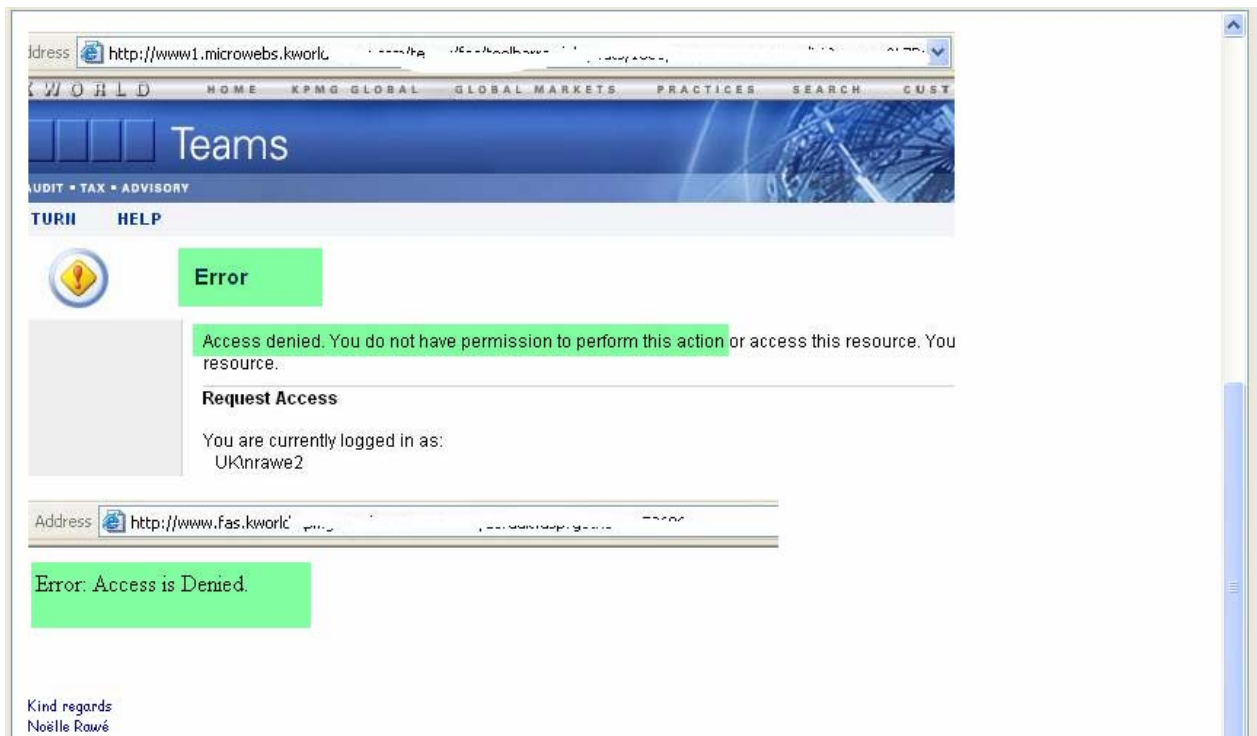 ddress http://www1.microwebs.kworld
KWORLD HOME KPMG GLOBAL GLOBAL MARKETS PRACTICES SEARCH CUST
Teams
AUDIT ▪ TAX ▪ ADVISORY
TURN HELP
Error
Access denied. You do not have permission to perform this action or access this resource. You
resource.
Request Access
You are currently logged in as:
UK\nrawe2
Address http://www.fas.kworld
Error: Access is Denied.
Kind regards
Noëlle Rawé